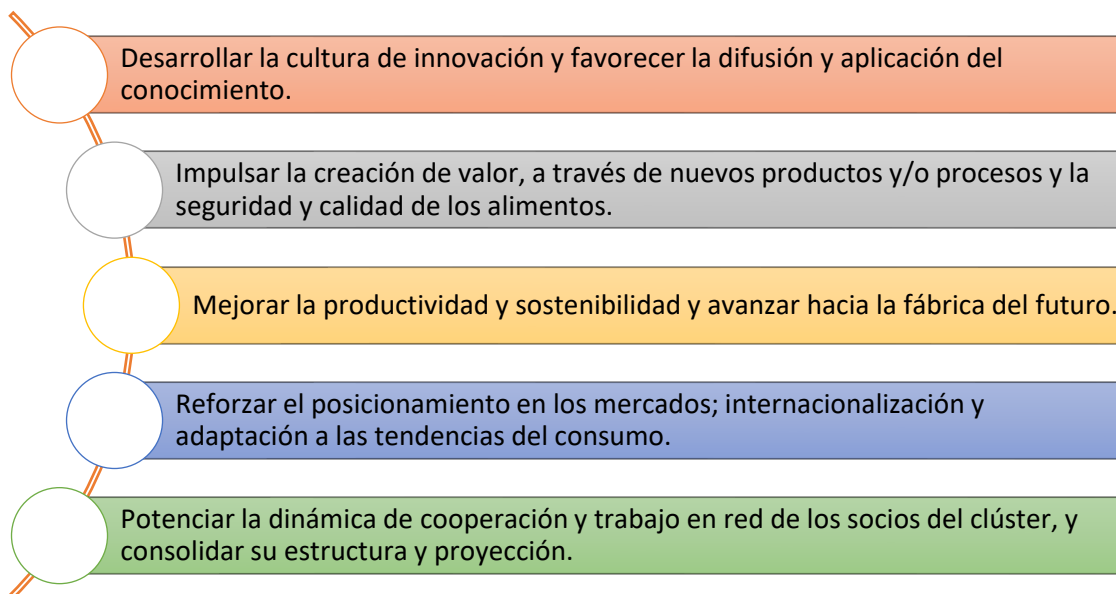 Desarrollar la cultura de innovación y favorecer la difusión y aplicación del
conocimiento.
Impulsar la creación de valor, a través de nuevos productos y/o procesos y la
seguridad y calidad de los alimentos.
Mejorar la productividad y sostenibilidad y avanzar hacia la fábrica del futuro.
Reforzar el posicionamiento en los mercados; internacionalización y
adaptación a las tendencias del consumo.
Potenciar la dinámica de cooperación y trabajo en red de los socios del clúster, y
consolidar su estructura y proyección.